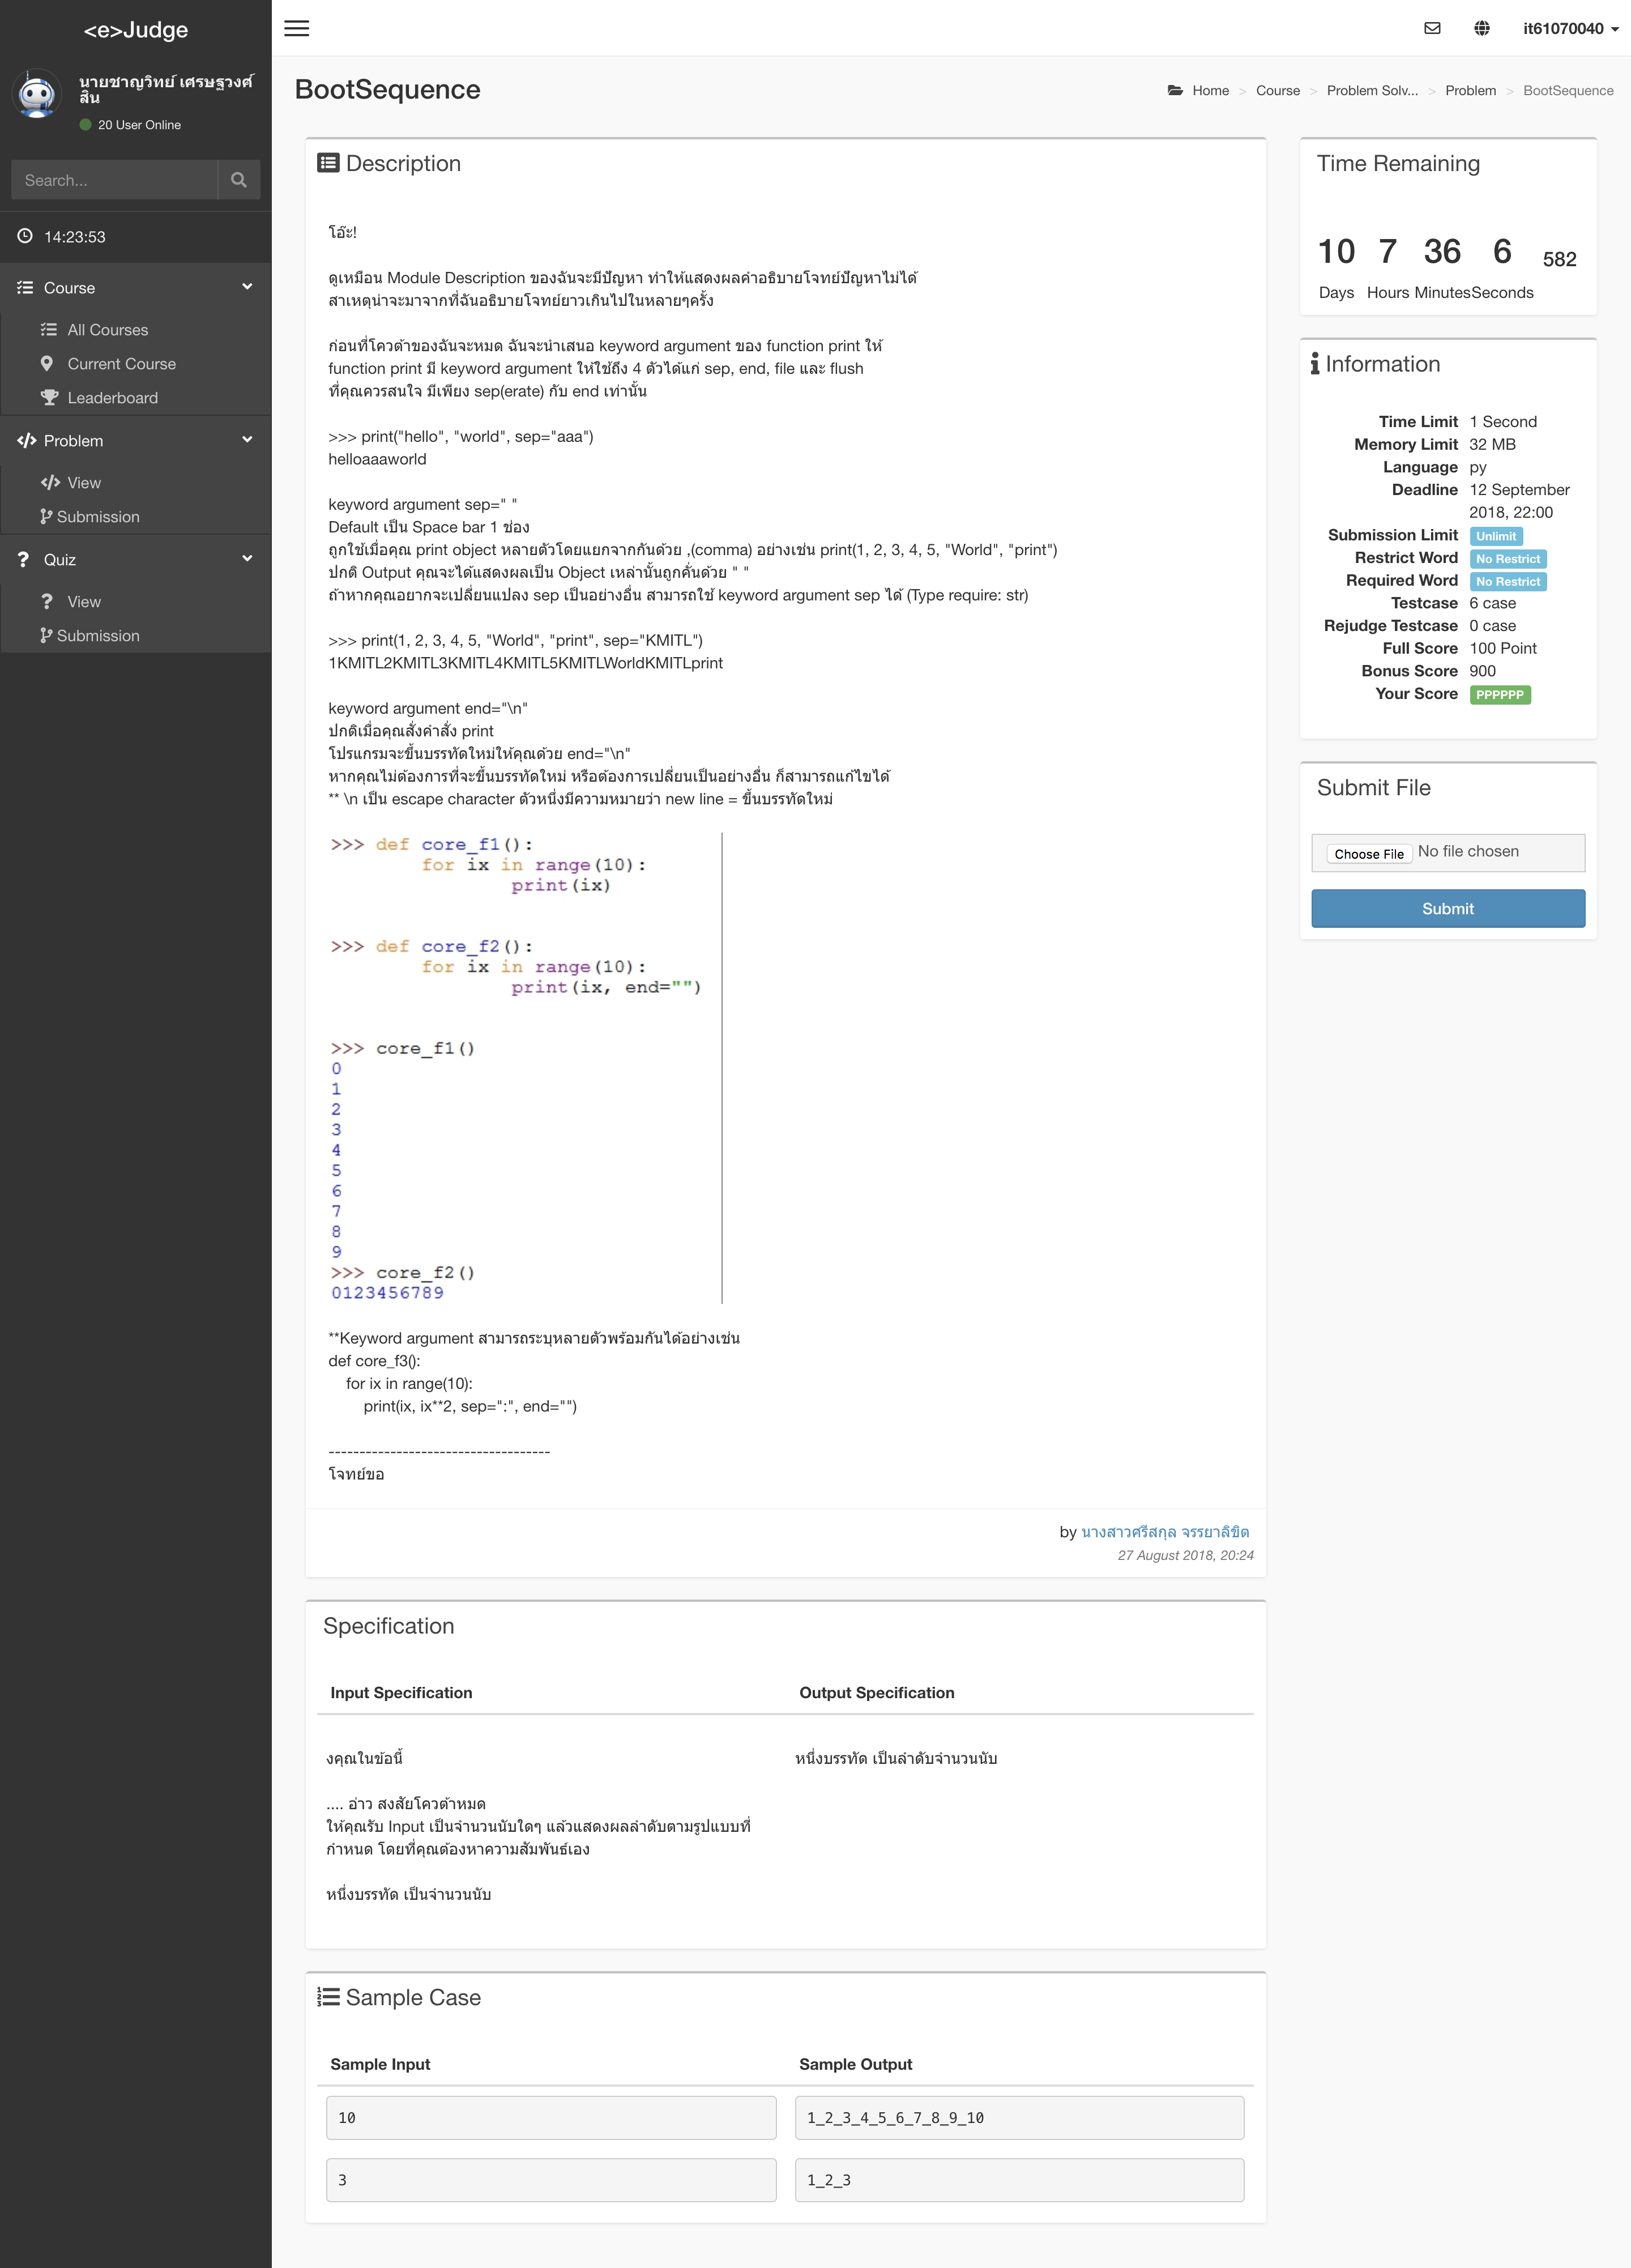 <e>Judge
it61070040
นายชาญวิทย์ เศรษฐวงศ์
สิน
20 User Online
Search...
14:23:53
Course
All Courses
Current Course
Leaderboard
Problem
View
Submission
Quiz
View
Submission
BootSequence
Home > Course > Problem Solv... > Problem > BootSequence
Description
โอ๊ะ!
ดูเหมือน Module Description ของฉันจะมีปัญหา ทำให้แสดงผลคำอธิบายโจทย์ปัญหาไม่ได้
สาเหตุน่าจะมาจากที่ฉันอธิบายโจทย์ยาวเกินไปในหลายๆครั้ง
ก่อนที่โควต้าของฉันจะหมด ฉันจะนำเสนอ keyword argument ของ function print ให้
function print มี keyword argument ให้ใช้ถึง 4 ตัวได้แก่ sep, end, file และ flush
ที่คุณควรสนใจ มีเพียง sep(erate) กับ end เท่านั้น
>>> print("hello", "world", sep="aaa")
helloaaaworld
keyword argument sep=" "
Default เป็น Space bar 1 ช่อง
ถูกใช้เมื่อคุณ print object หลายตัวโดยแยกจากกันด้วย ,(comma) อย่างเช่น print(1, 2, 3, 4, 5, "World", "print")
ปกติ Output คุณจะได้แสดงผลเป็น Object เหล่านั้นถูกคั่นด้วย " "
ถ้าหากคุณอยากจะเปลี่ยนแปลง sep เป็นอย่างอื่น สามารถใช้ keyword argument sep ได้ (Type require: str)
>>> print(1, 2, 3, 4, 5, "World", "print", sep="KMITL")
1KMITL2KMITL3KMITL4KMITL5KMITLWorldKMITLprint
keyword argument end="\n"
ปกติเมื่อคุณสั่งคำสั่ง print
โปรแกรมจะขึ้นบรรทัดใหม่ให้คุณด้วย end="\n"
หากคุณไม่ต้องการที่จะขึ้นบรรทัดใหม่ หรือต้องการเปลี่ยนเป็นอย่างอื่น ก็สามารถแก้ไขได้
** \n เป็น escape character ตัวหนึ่งมีความหมายว่า new line = ขึ้นบรรทัดใหม่
>>> def core_f1():
for ix in range(10):
print(ix)
>>> def core_f2():
for ix in range(10):
print(ix, end="")
>>> core_f1()
0
1
2
3
4
5
6
7
8
9
>>> core_f2()
0123456789
**Keyword argument สามารถระบุหลายตัวพร้อมกันได้อย่างเช่น
def core_f3():
for ix in range(10):
print(ix, ix**2, sep=":", end="")
------------------------------------
โจทย์ขอ
by นางสาวศรีสกุล จรรยาลิขิต
27 August 2018, 20:24
Specification
Input Specification
Output Specification
งคุณในข้อนี้
.... อ่าว สงสัยโควต้าหมด
ให้คุณรับ Input เป็นจำนวนนับใดๆ แล้วแสดงผลลำดับตามรูปแบบที่
กำหนด โดยที่คุณต้องหาความสัมพันธ์เอง
หนึ่งบรรทัด เป็นจำนวนนับ
หนึ่งบรรทัด เป็นลำดับจำนวนนับ
Sample Case
Sample Input
Sample Output
10
1_2_3_4_5_6_7_8_9_10
3
1_2_3
Time Remaining
10 7 36 6 582
Days Hours Minutes Seconds
Information
Time Limit 1 Second
Memory Limit 32 MB
Language py
Deadline 12 September
2018, 22:00
Submission Limit Unlimit
Restrict Word No Restrict
Required Word No Restrict
Testcase 6 case
Rejudge Testcase 0 case
Full Score 100 Point
Bonus Score 900
Your Score PPPPPP
Submit File
Choose File No file chosen
Submit